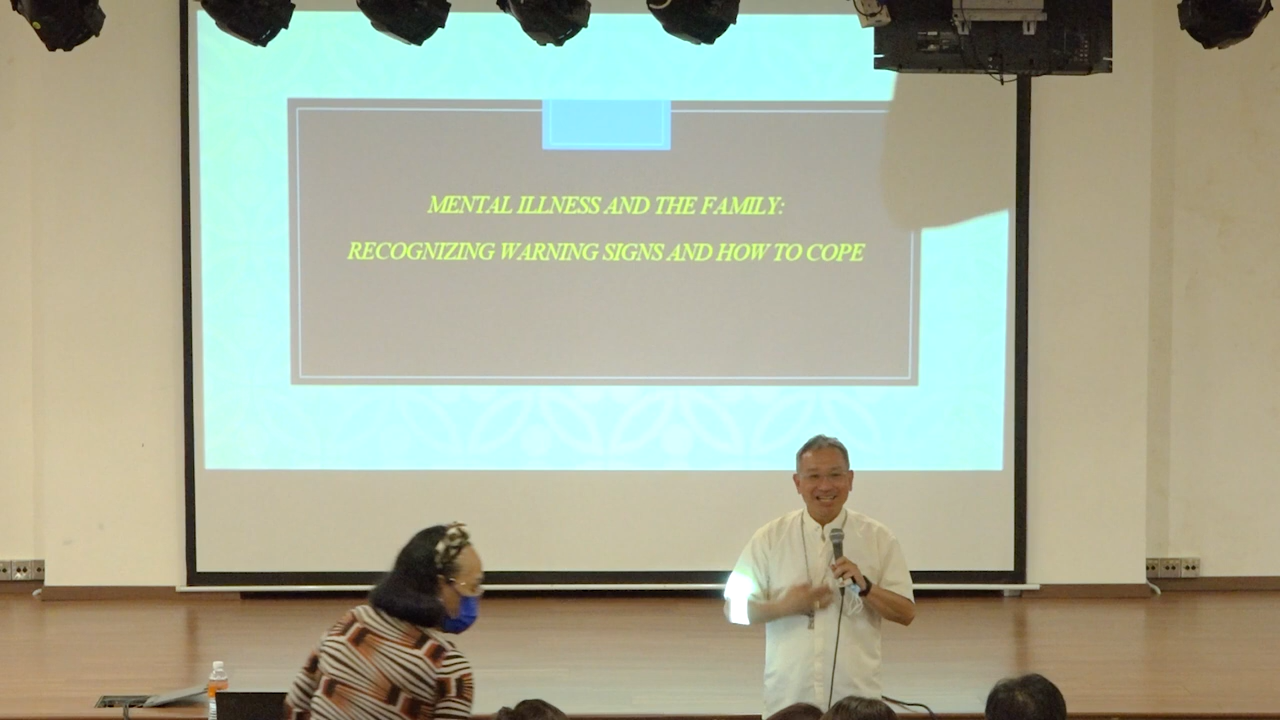 MENTAL ILLNESS AND THE FAMILY:
RECOGNIZING WARNING SIGNS AND HOW TO COPE